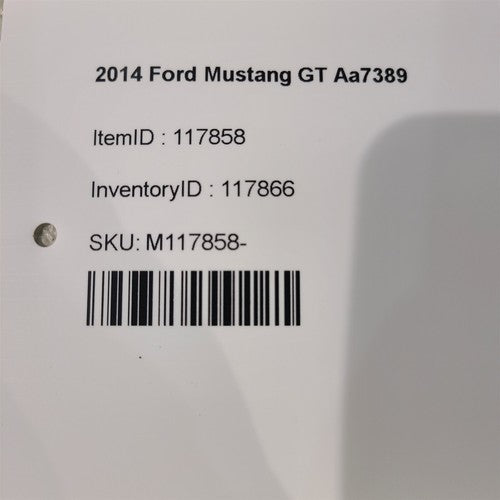 2014 Ford Mustang GT Aa7389
ItemID : 117858
InventoryID : 117866
SKU: M117858-